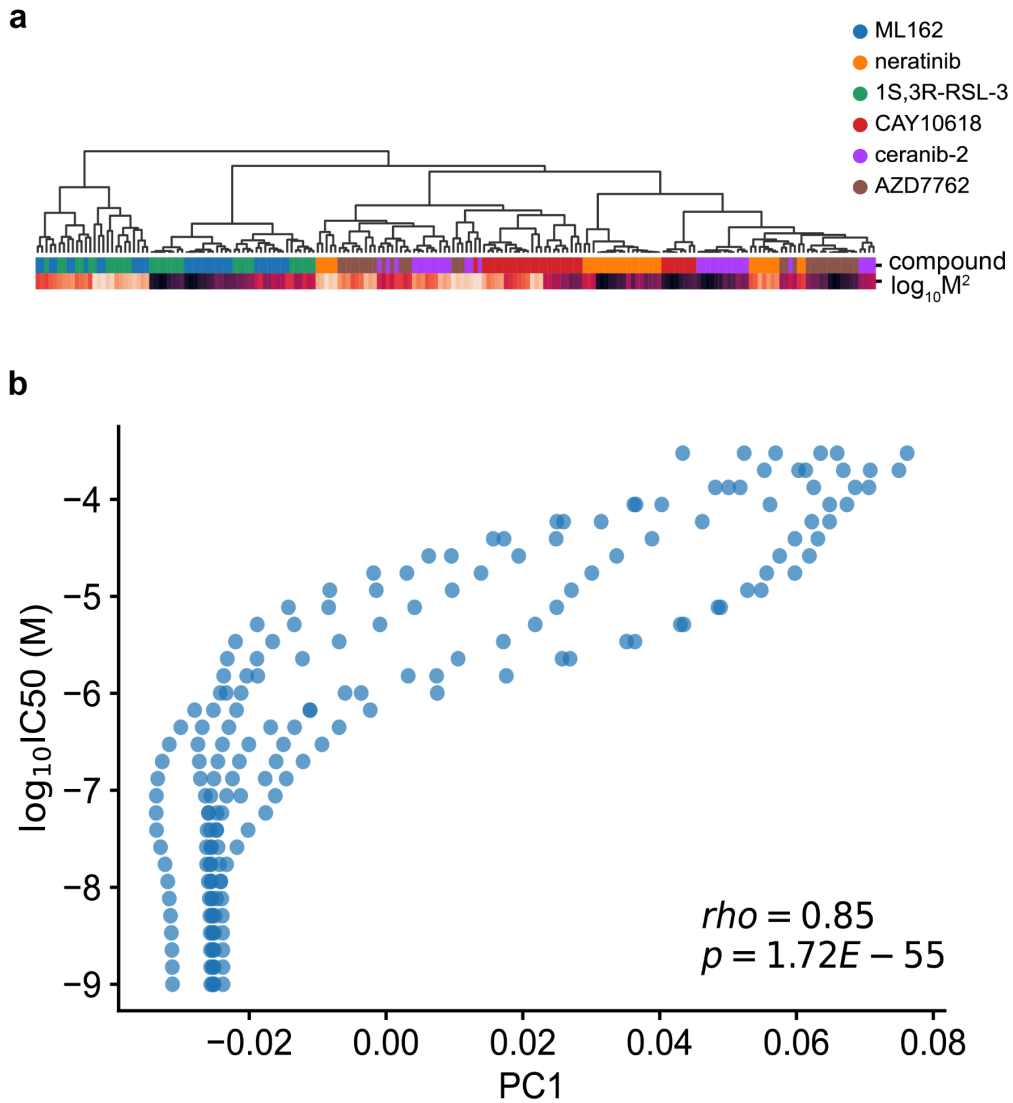 a
ML162
neratinib
1S,3R-RSL-3
CAY10618
ceranib-2
AZD7762
compound
log₁₀M²
b
log₁₀IC50 (M)
−4
−5
−6
−7
−8
−9
rho = 0.85
p = 1.72E − 55
−0.02 0.00 0.02 0.04 0.06 0.08
PC1